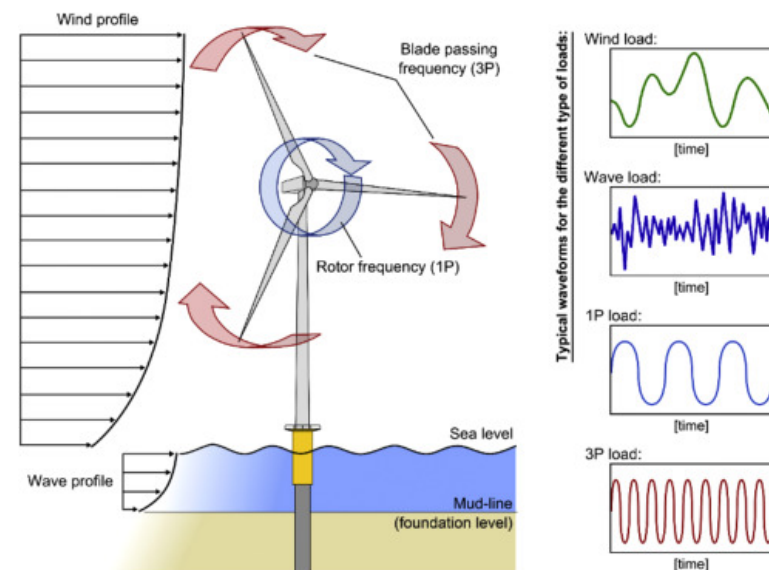 Wind profile
Blade passing
frequency (3P)
Rotor frequency (1P)
Sea level
Wave profile
Mud-line
(foundation level)
Typical waveforms for the different type of loads:
Wind load:
[time]
Wave load:
[time]
1P load:
[time]
3P load:
[time]